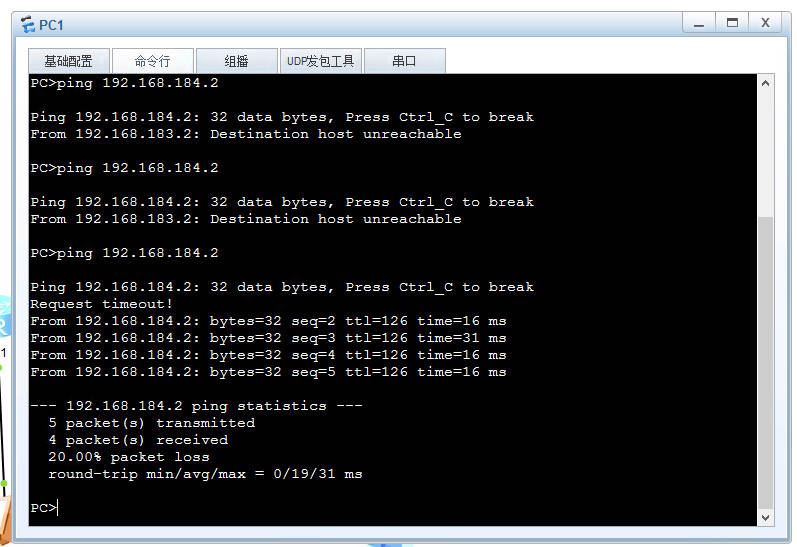 PC1
基础配置 命令行 组播 UDP发包工具 串口
PC>ping 192.168.184.2
Ping 192.168.184.2: 32 data bytes, Press Ctrl_C to break
From 192.168.183.2: Destination host unreachable
PC>ping 192.168.184.2
Ping 192.168.184.2: 32 data bytes, Press Ctrl_C to break
From 192.168.183.2: Destination host unreachable
PC>ping 192.168.184.2
Ping 192.168.184.2: 32 data bytes, Press Ctrl_C to break
Request timeout!
From 192.168.184.2: bytes=32 seq=2 ttl=126 time=16 ms
From 192.168.184.2: bytes=32 seq=3 ttl=126 time=31 ms
From 192.168.184.2: bytes=32 seq=4 ttl=126 time=16 ms
From 192.168.184.2: bytes=32 seq=5 ttl=126 time=16 ms
--- 192.168.184.2 ping statistics ---
5 packet(s) transmitted
4 packet(s) received
20.00% packet loss
round-trip min/avg/max = 0/19/31 ms
PC>
R
1